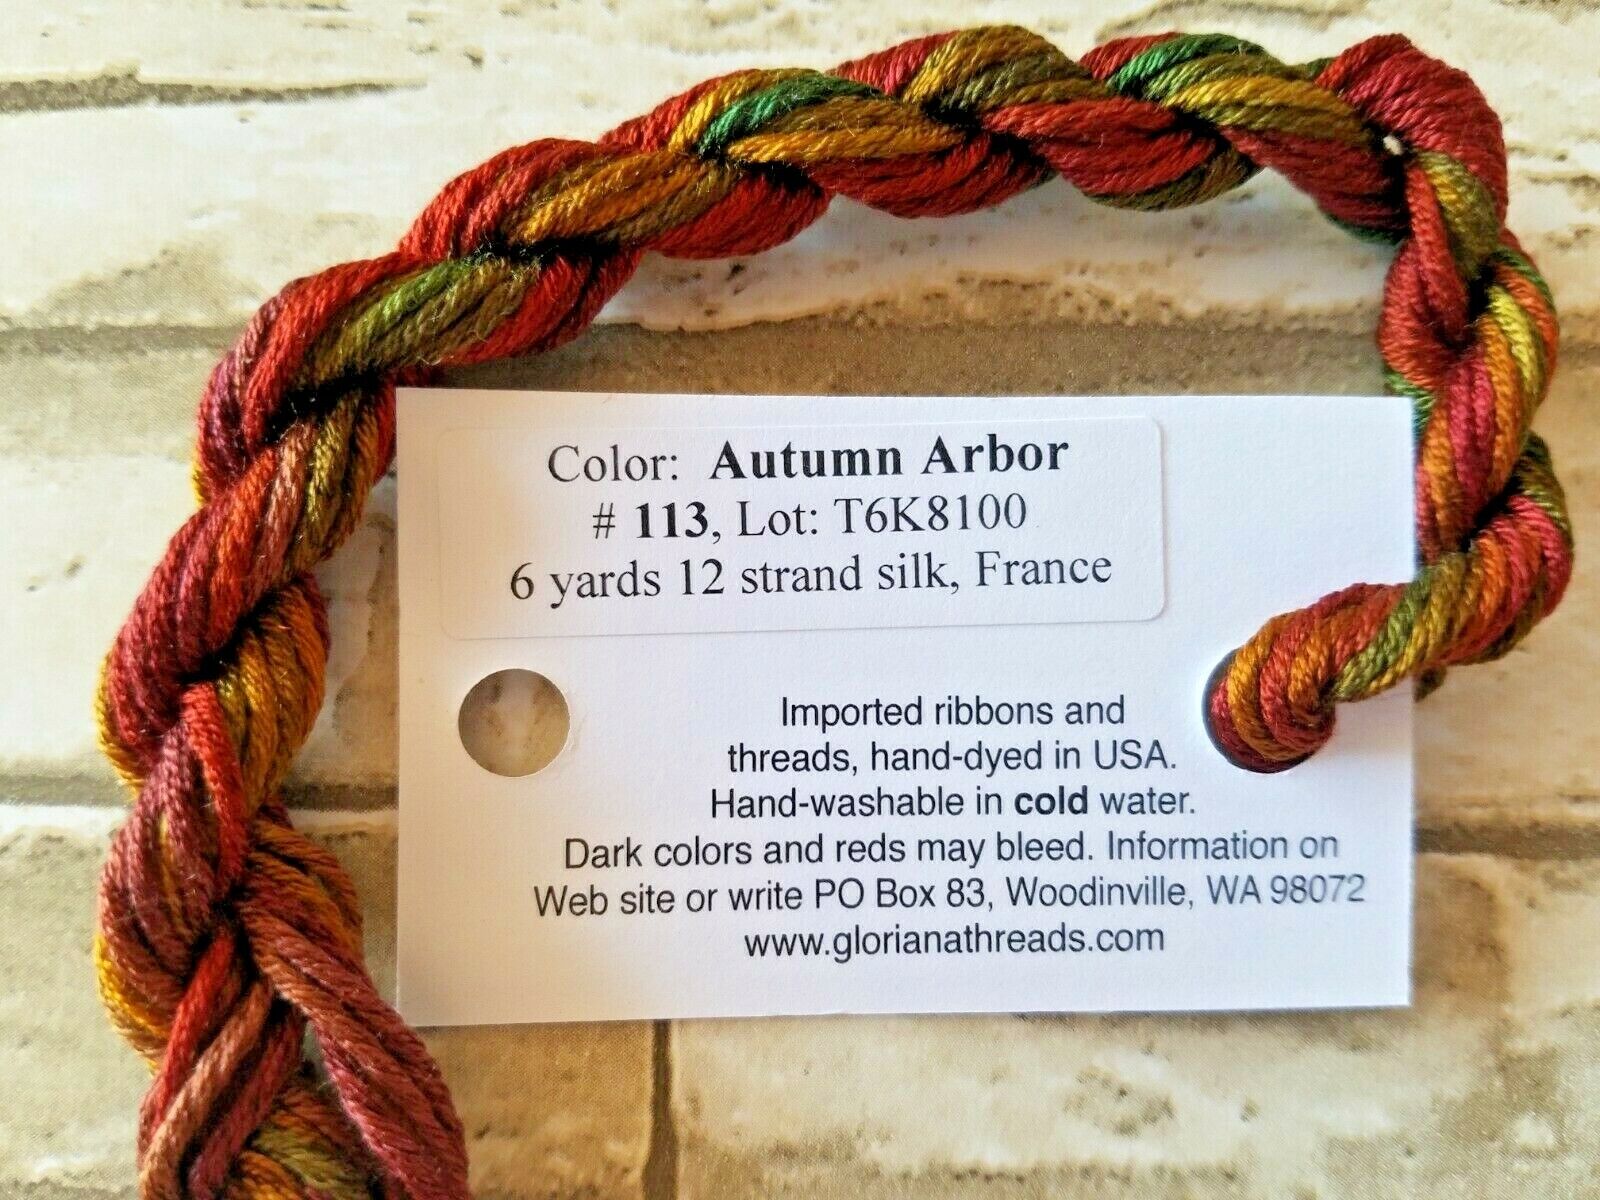 Color: Autumn Arbor
# 113, Lot: T6K8100
6 yards 12 strand silk, France
Imported ribbons and
threads, hand-dyed in USA.
Hand-washable in cold water.
Dark colors and reds may bleed. Information on
Web site or write PO Box 83, Woodinville, WA 98072
www.glorianathreads.com